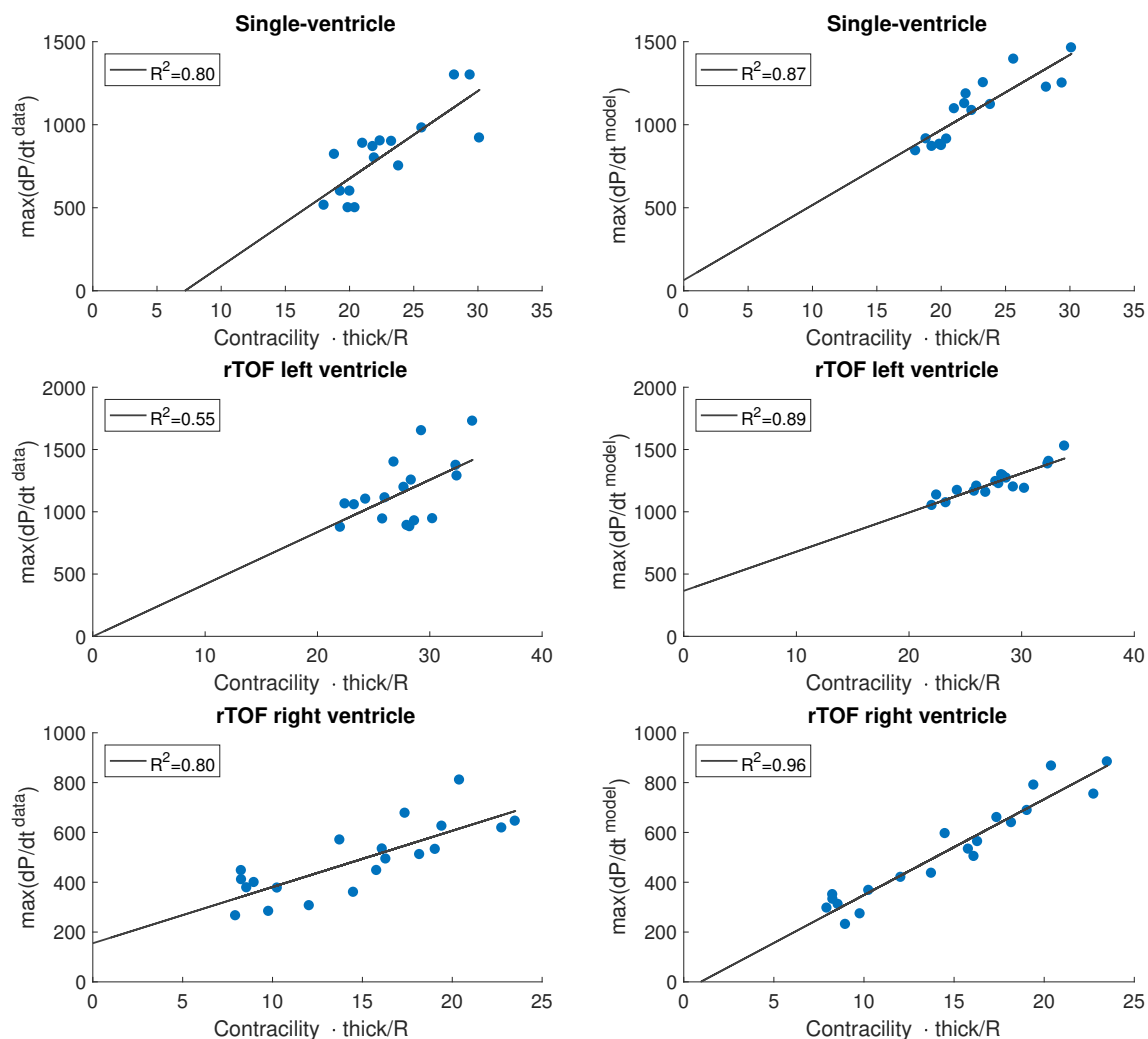 Single-ventricle
R²=0.80
max(dP/dt^data)
1500
1000
500
0
0 5 10 15 20 25 30 35
Contracility · thick/R
Single-ventricle
R²=0.87
max(dP/dt^model)
1500
1000
500
0
0 5 10 15 20 25 30 35
Contracility · thick/R
rTOF left ventricle
R²=0.55
max(dP/dt^data)
2000
1500
1000
500
0
0 10 20 30 40
Contracility · thick/R
rTOF left ventricle
R²=0.89
max(dP/dt^model)
2000
1500
1000
500
0
0 10 20 30 40
Contracility · thick/R
rTOF right ventricle
R²=0.80
max(dP/dt^data)
1000
800
600
400
200
0
0 5 10 15 20 25
Contracility · thick/R
rTOF right ventricle
R²=0.96
max(dP/dt^model)
1000
800
600
400
200
0
0 5 10 15 20 25
Contracility · thick/R